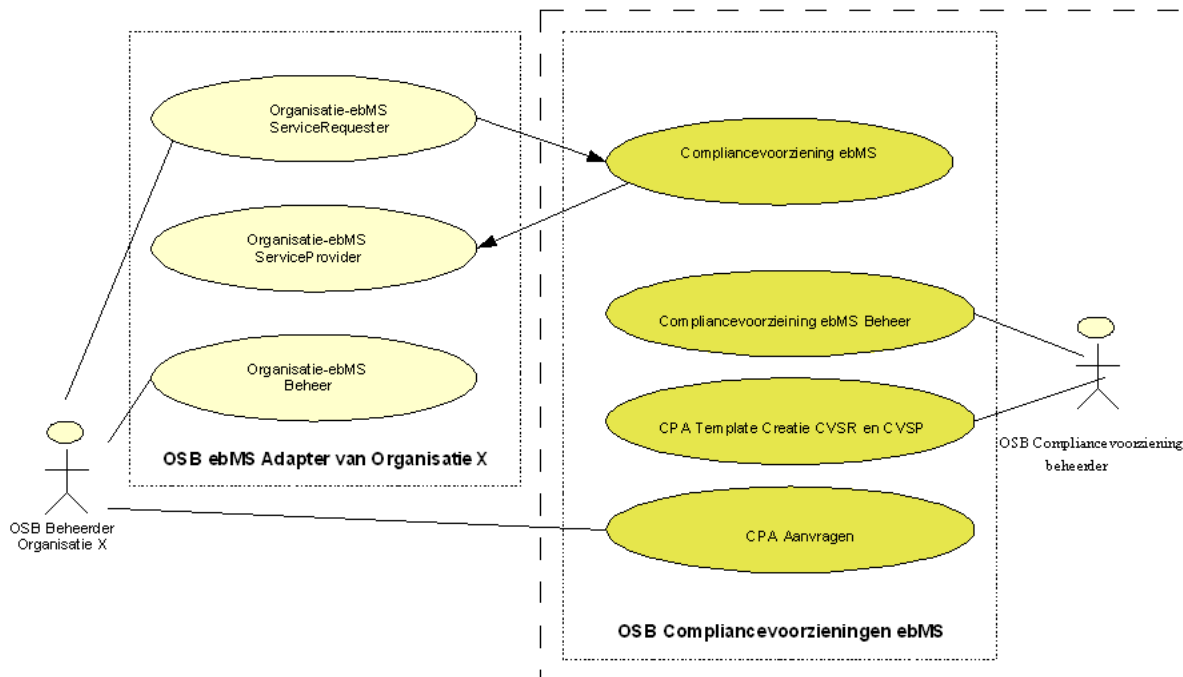 Organisatie-ebMS
ServiceRequester
Organisatie-ebMS
ServiceProvider
Organisatie-ebMS
Beheer
OSB ebMS Adapter van Organisatie X
OSB Beheerder
Organisatie X
Compliancevoorziening ebMS
Compliancevoorzieining ebMS Beheer
CPA Template Creatie CVSR en CVSP
CPA Aanvragen
OSB Compliancevoorzieningen ebMS
OSB Compliancevoorziening
beheerder